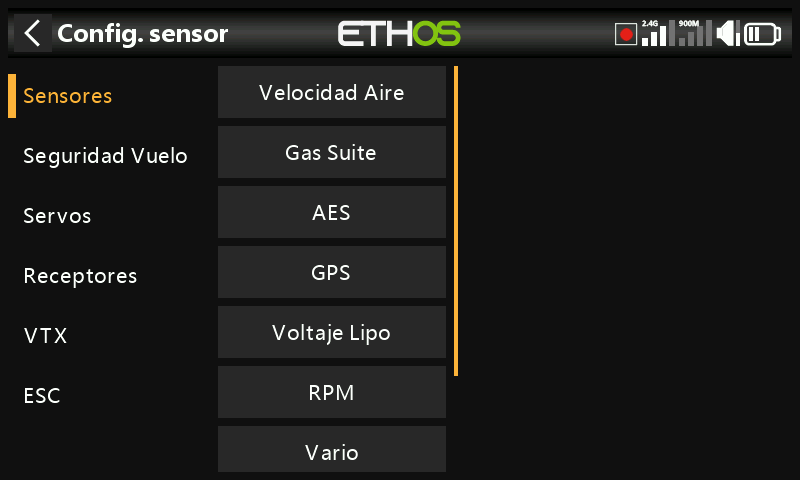 Config. sensor
ETHOS
2.4G
900M
Sensores
Seguridad Vuelo
Servos
Receptores
VTX
ESC
Velocidad Aire
Gas Suite
AES
GPS
Voltaje Lipo
RPM
Vario